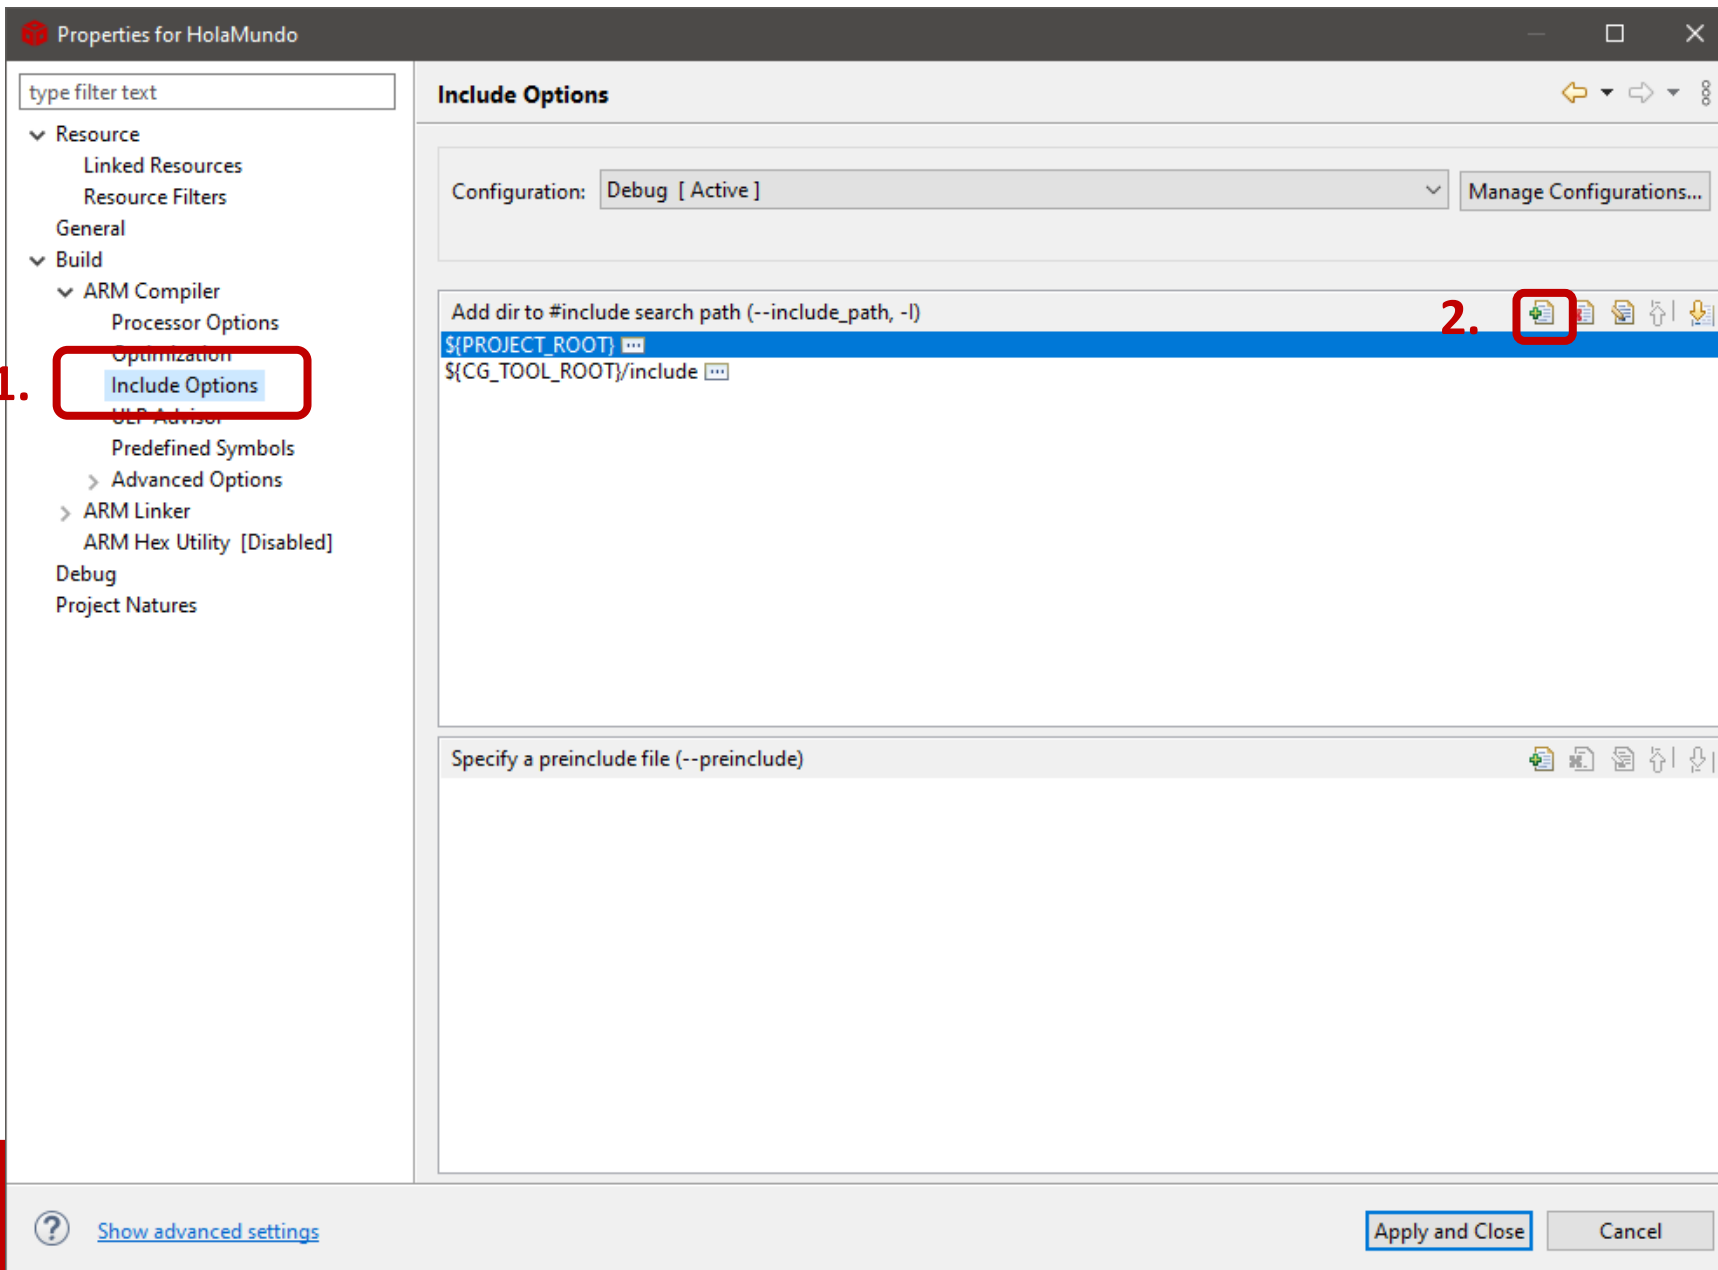 Properties for HolaMundo
type filter text
Resource
Linked Resources
Resource Filters
General
Build
ARM Compiler
Processor Options
Optimization
1.
Include Options
ULP Advisor
Predefined Symbols
Advanced Options
ARM Linker
ARM Hex Utility [Disabled]
Debug
Project Natures
Include Options
Configuration: Debug [ Active ] Manage Configurations...
Add dir to #include search path (--include_path, -I) 2.
${PROJECT_ROOT}
${CG_TOOL_ROOT}/include
Specify a preinclude file (--preinclude)
Show advanced settings Apply and Close Cancel